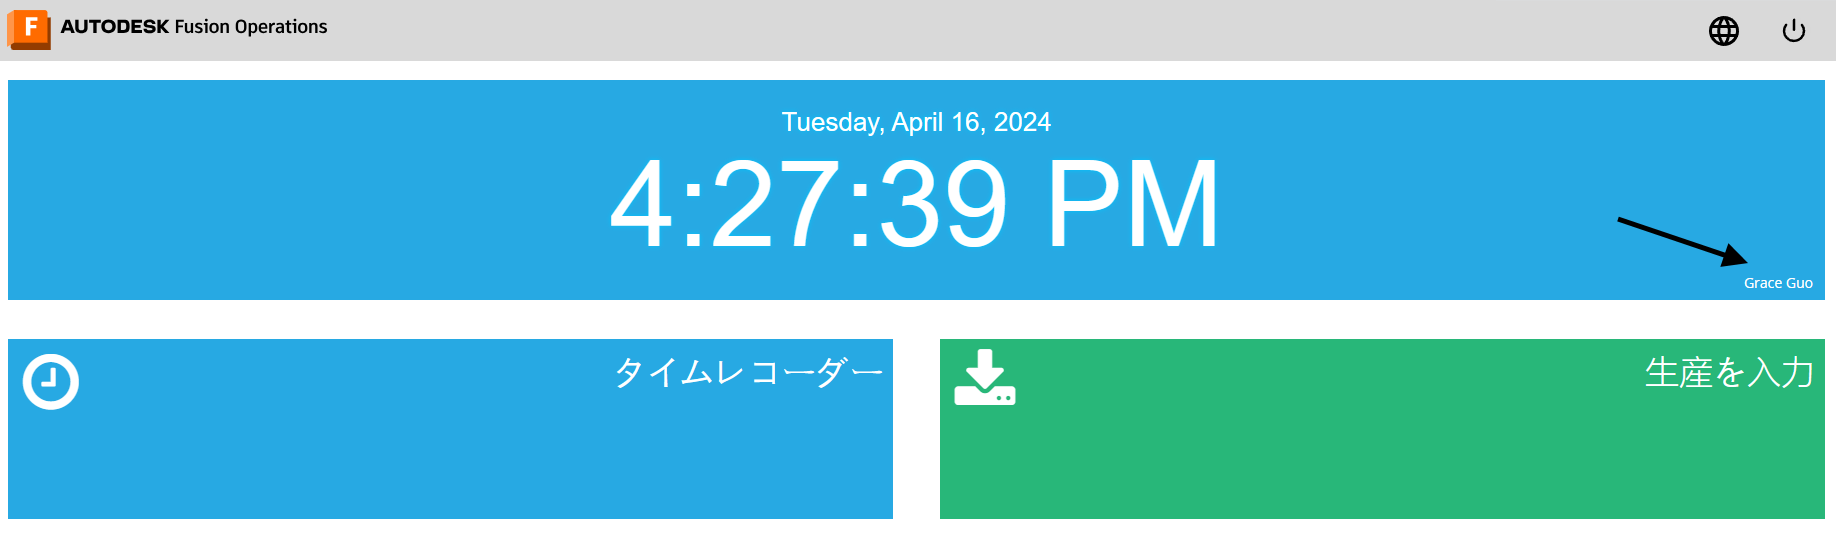 F AUTODESK Fusion Operations
Tuesday, April 16, 2024
4:27:39 PM
Grace Guo
タイムレコーダー
生産を入力